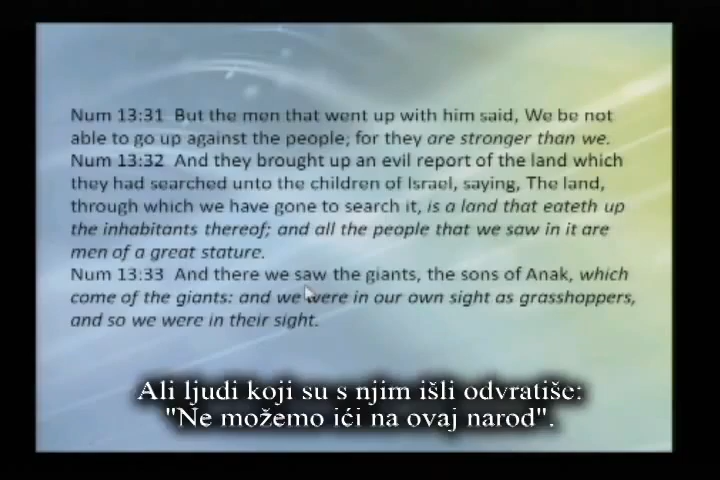 Num 13:31 But the men that went up with him said, We be not
able to go up against the people; for they are stronger than we.
Num 13:32 And they brought up an evil report of the land which
they had searched unto the children of Israel, saying, The land,
through which we have gone to search it, is a land that eateth up
the inhabitants thereof; and all the people that we saw in it are
men of a great stature.
Num 13:33 And there we saw the giants, the sons of Anak, which
come of the giants: and we were in our own sight as grasshoppers,
and so we were in their sight.
Ali ljudi koji su s njim išli odvratiše:
"Ne možemo ići na ovaj narod".